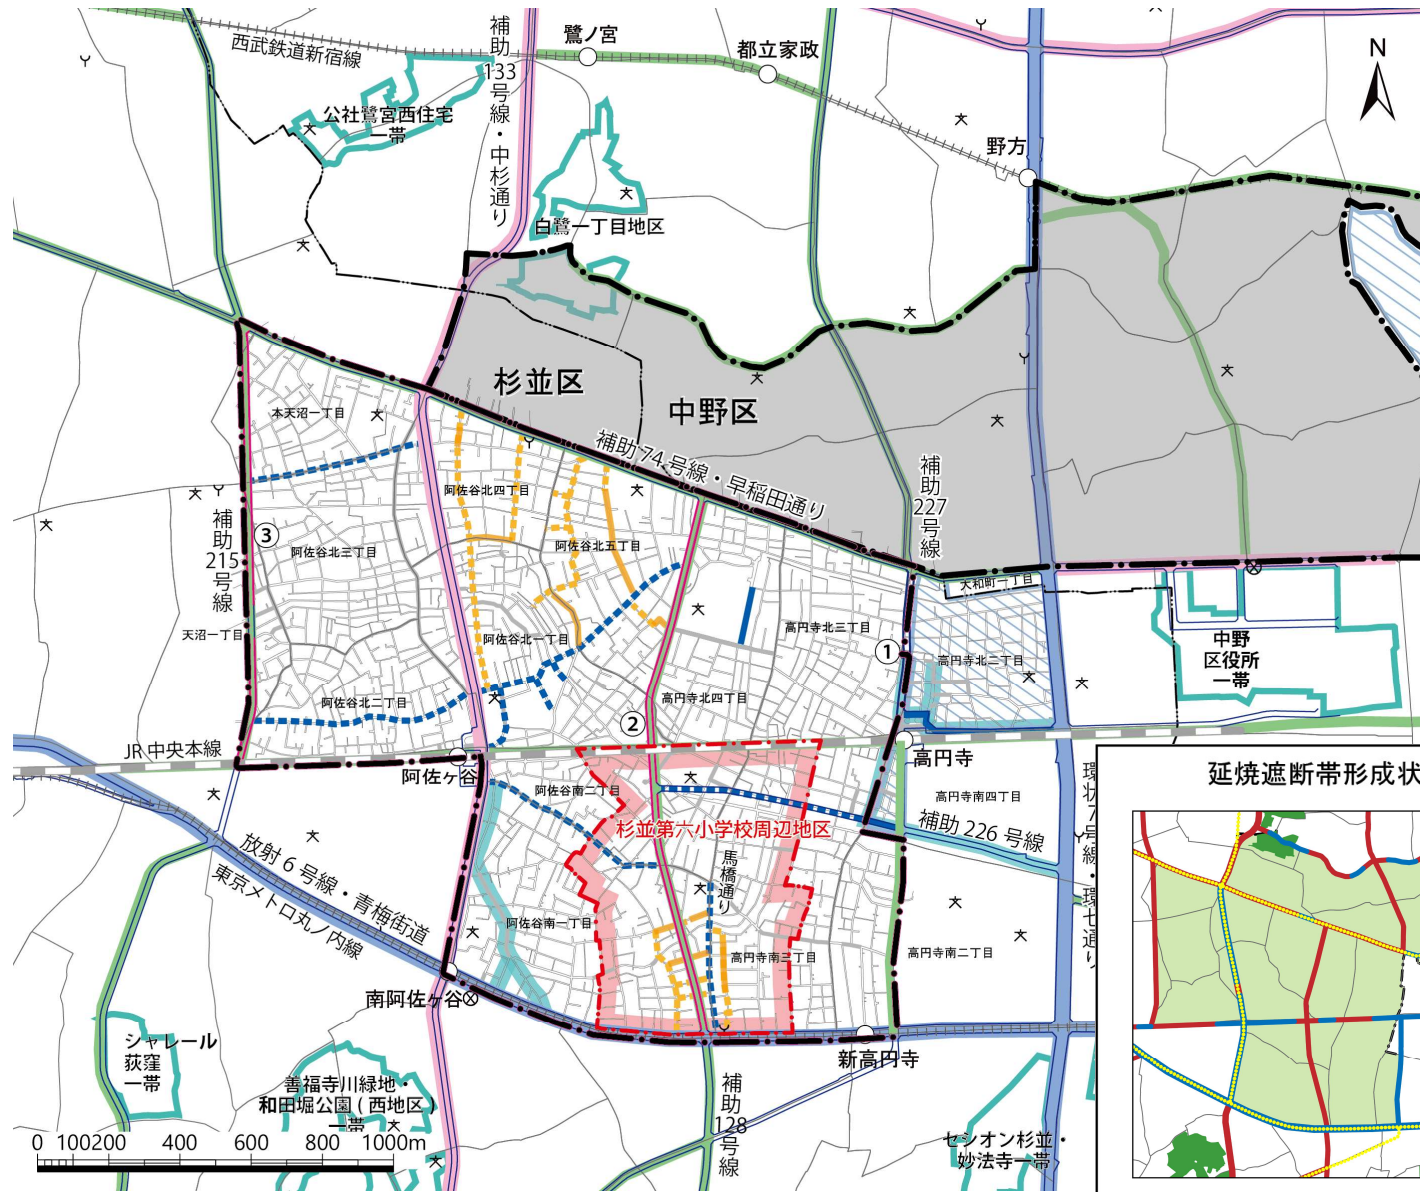 西武鉄道新宿線
補助133号線・中杉通り
鷺ノ宮
都立家政
N
公社鷺宮西住宅
一帯
野方
白鷺一丁目地区
杉並区
中野区
本天沼一丁目
補助74号線・早稲田通り
補助227号線
阿佐谷北四丁目
補助215号線
③
阿佐谷北三丁目
阿佐谷北五丁目
大和町一丁目
天沼一丁目
阿佐谷北一丁目
高円寺北三丁目
①
高円寺北二丁目
中野
区役所
一帯
阿佐谷北二丁目
高円寺北四丁目
②
JR中央本線
阿佐ヶ谷
高円寺
延焼遮断帯形成状
阿佐谷南二丁目
高円寺南四丁目
環状7号線・環七通り
杉並第六小学校周辺地区
補助226号線
放射6号線・青梅街道
東京メトロ丸ノ内線
馬橋通り
阿佐谷南一丁目
高円寺南三丁目
高円寺南二丁目
南阿佐ヶ谷
新高円寺
シャレール
荻窪
一帯
善福寺川緑地・
和田堀公園(西地区)
一帯
補助128号線
セシオン杉並・
妙法寺一帯
0 100 200 400 600 800 1000m